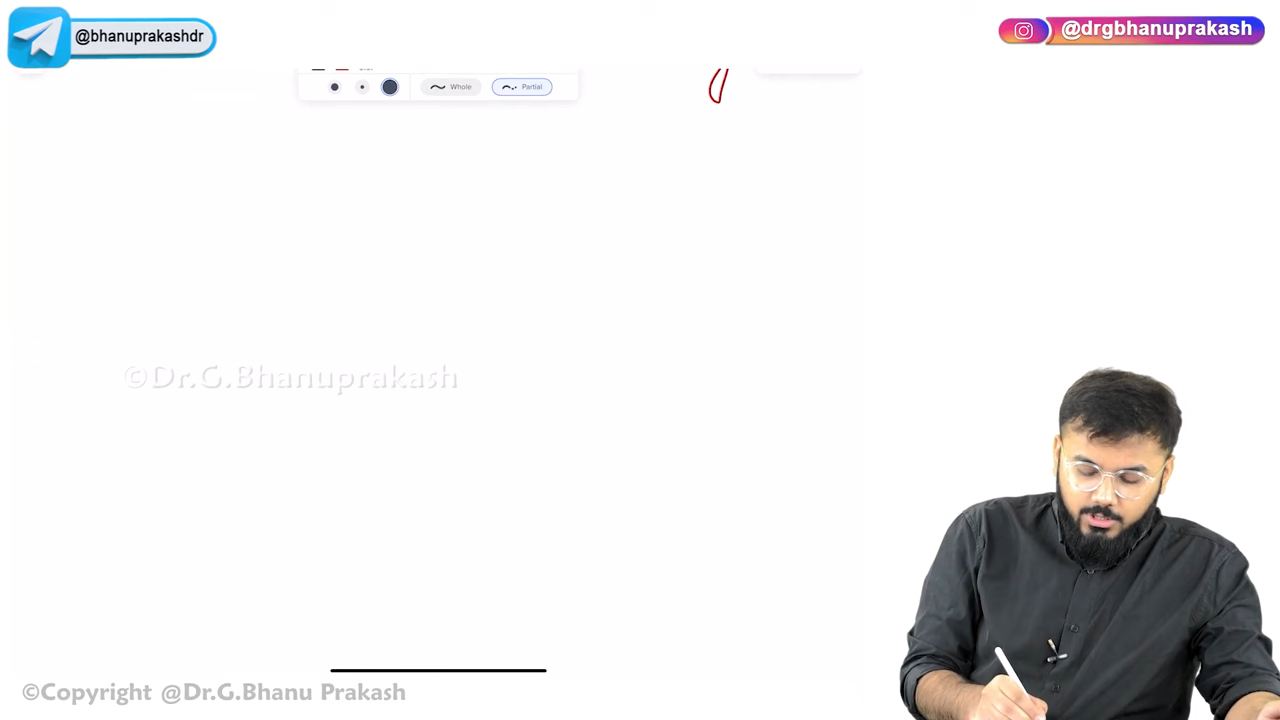 @bhanuprakashdr
@drgbhanuprakash
Whole
Partial
©Dr.G.Bhanuprakash
©Copyright @Dr.G.Bhanu Prakash